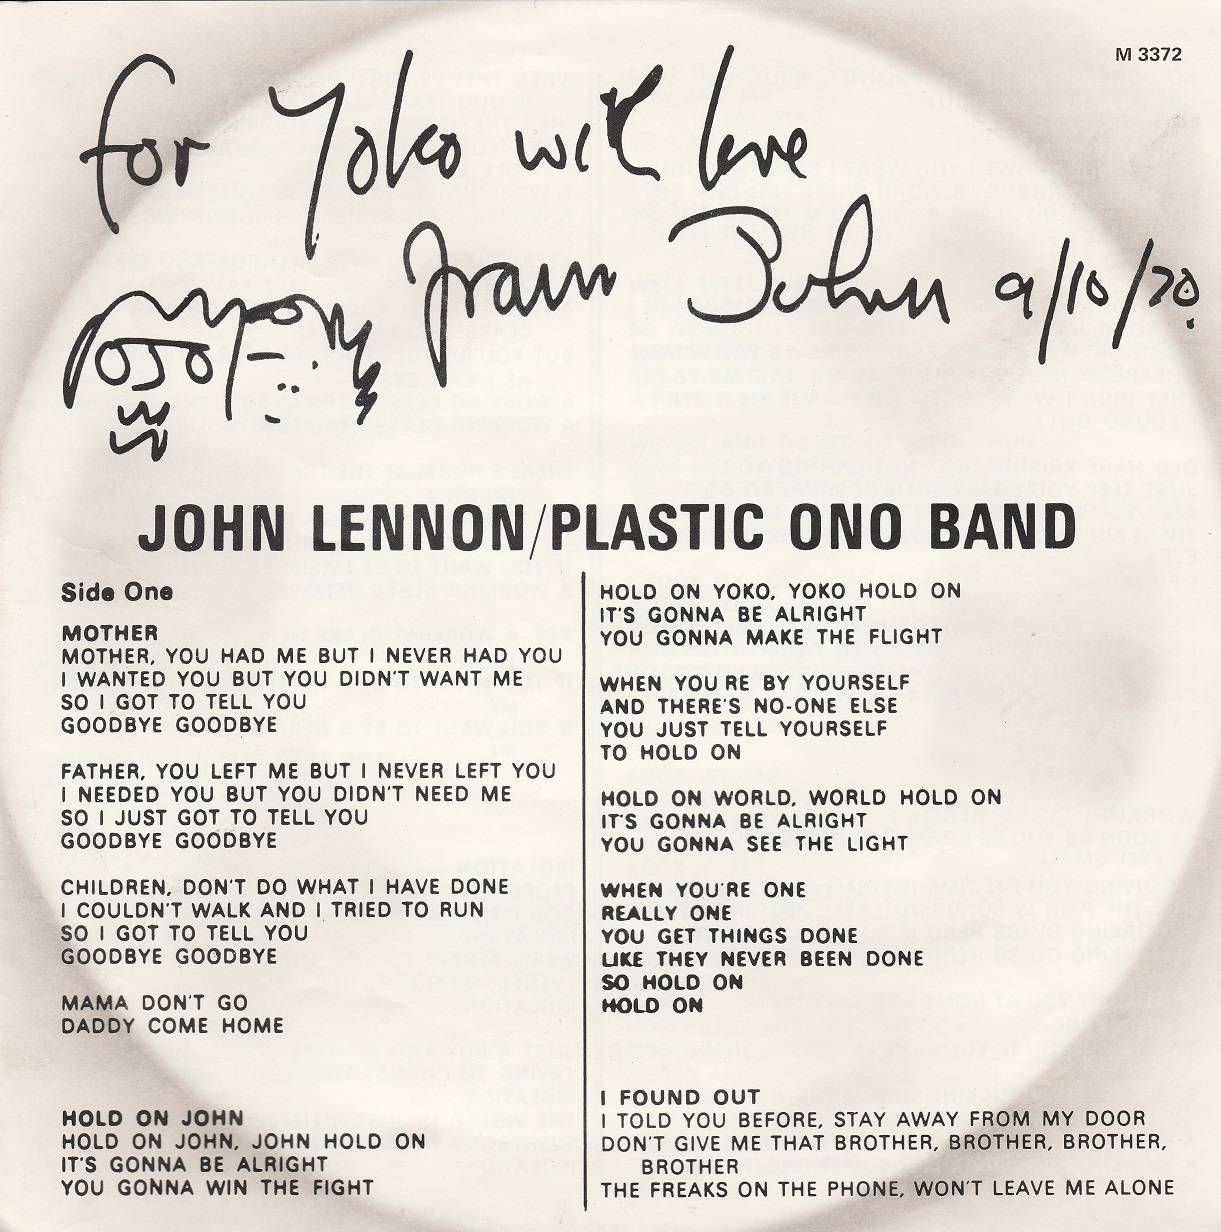 M 3372
for Yoko with love
from John 9/10/70.
JOHN LENNON/PLASTIC ONO BAND
Side One
MOTHER
MOTHER, YOU HAD ME BUT I NEVER HAD YOU
I WANTED YOU BUT YOU DIDN'T WANT ME
SO I GOT TO TELL YOU
GOODBYE GOODBYE
FATHER, YOU LEFT ME BUT I NEVER LEFT YOU
I NEEDED YOU BUT YOU DIDN'T NEED ME
SO I JUST GOT TO TELL YOU
GOODBYE GOODBYE
CHILDREN, DON'T DO WHAT I HAVE DONE
I COULDN'T WALK AND I TRIED TO RUN
SO I GOT TO TELL YOU
GOODBYE GOODBYE
MAMA DON'T GO
DADDY COME HOME
HOLD ON JOHN
HOLD ON JOHN, JOHN HOLD ON
IT'S GONNA BE ALRIGHT
YOU GONNA WIN THE FIGHT
HOLD ON YOKO, YOKO HOLD ON
IT'S GONNA BE ALRIGHT
YOU GONNA MAKE THE FLIGHT
WHEN YOU RE BY YOURSELF
AND THERE'S NO-ONE ELSE
YOU JUST TELL YOURSELF
TO HOLD ON
HOLD ON WORLD, WORLD HOLD ON
IT'S GONNA BE ALRIGHT
YOU GONNA SEE THE LIGHT
WHEN YOU'RE ONE
REALLY ONE
YOU GET THINGS DONE
LIKE THEY NEVER BEEN DONE
SO HOLD ON
HOLD ON
I FOUND OUT
I TOLD YOU BEFORE, STAY AWAY FROM MY DOOR
DON'T GIVE ME THAT BROTHER, BROTHER, BROTHER,
BROTHER
THE FREAKS ON THE PHONE, WON'T LEAVE ME ALONE